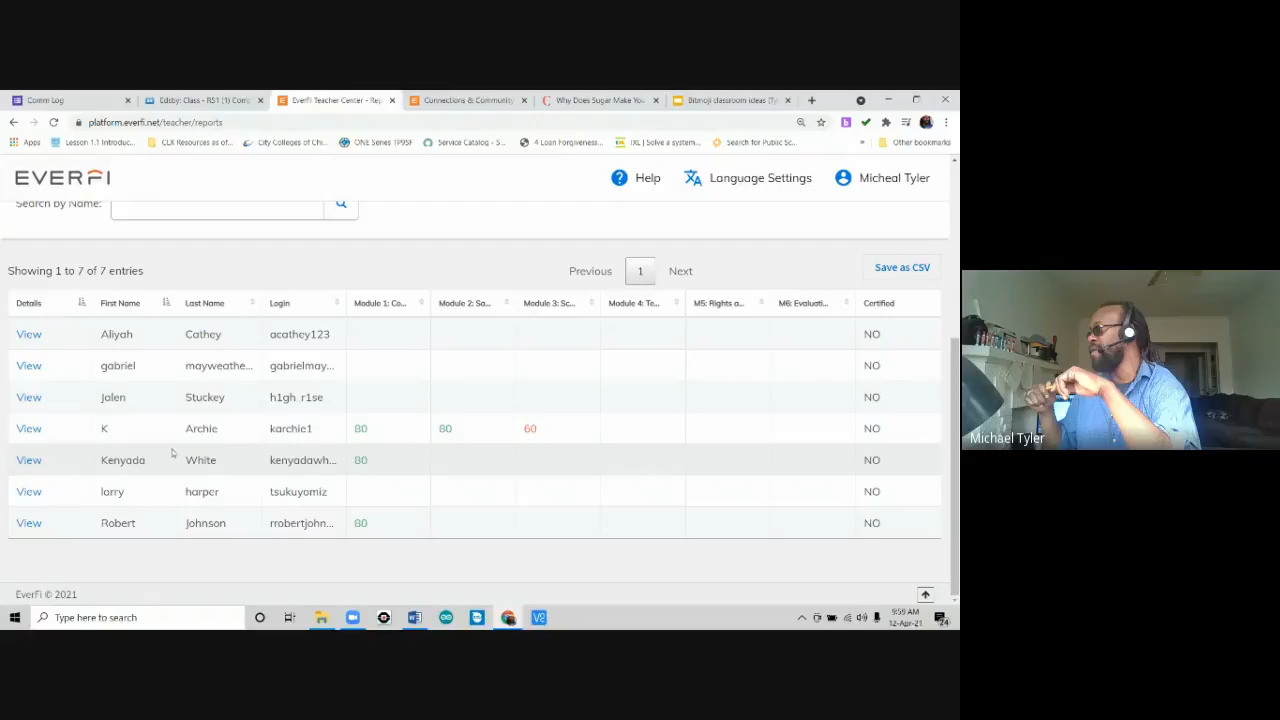 Comm Log
Edsby: Class - RS1 (1) Com
EverFi Teacher Center - Rep
Connections & Community
Why Does Sugar Make You
Bitmoji classroom ideas
platform.everfi.net/teacher/reports
Apps
Lesson 1.1 Introduc...
CLX Resources as of...
City Colleges of Chi...
ONE Series 1P9SF
Service Catalog - S...
4 Loan Forgiveness...
IXL | Solve a system...
Search for Public Sc...
»
Other bookmarks
EVERFI
Help
Language Settings
Micheal Tyler
Search by Name:
Showing 1 to 7 of 7 entries
Previous 1 Next
Save as CSV
Details First Name Last Name Login Module 1: Co... Module 2: Sa... Module 3: Sc... Module 4: Te... M5: Rights a... M6: Evaluati... Certified
View Aliyah Cathey acathey123 NO
View gabriel mayweathe... gabrielmay... NO
View Jalen Stuckey h1gh_r1se NO
View K Archie karchie1 80 80 60 NO
View Kenyada White kenyadawh... 80 NO
View larry harper tsukuyomiz NO
View Robert Johnson rrobertjohn... 80 NO
EverFi © 2021
Type here to search
9:59 AM
12-Apr-21
24
Michael Tyler